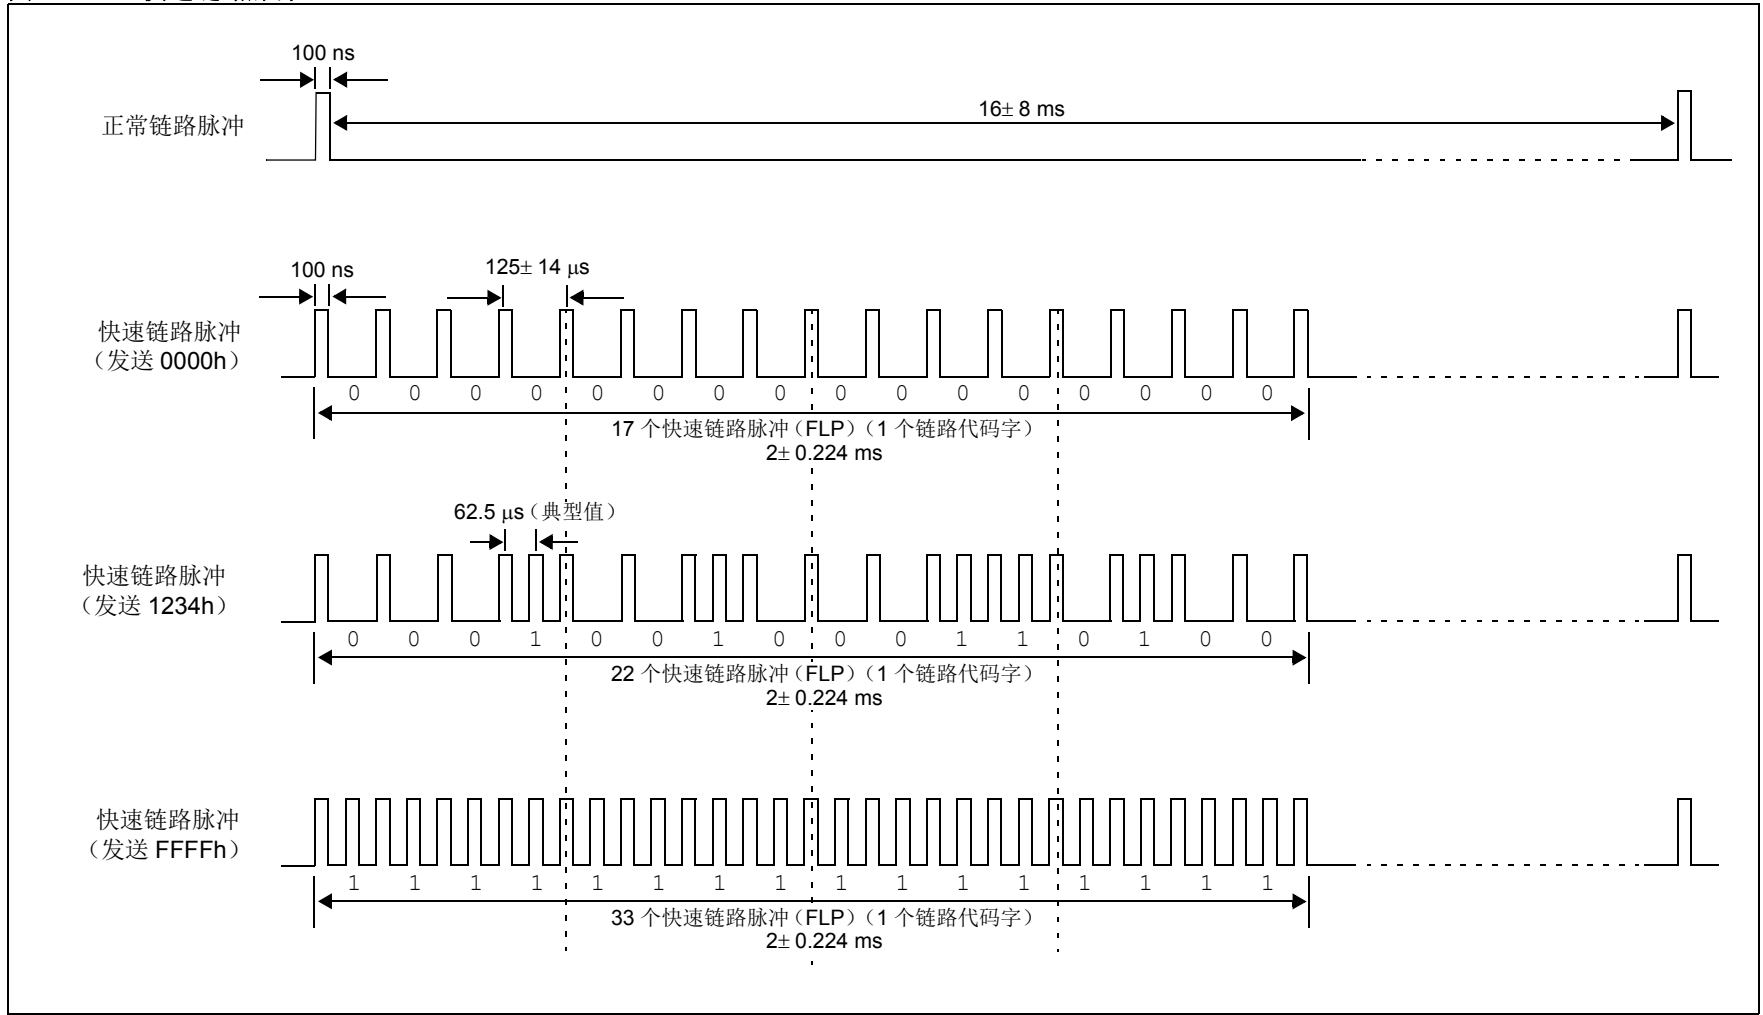 100 ns
16± 8 ms
正常链路脉冲
100 ns
125± 14 μs
快速链路脉冲
（发送 0000h）
0 0 0 0 0 0 0 0 0 0 0 0 0 0 0 0
17 个快速链路脉冲（FLP）（1 个链路代码字）
2± 0.224 ms
62.5 μs（典型值）
快速链路脉冲
（发送 1234h）
0 0 0 1 0 0 1 0 0 0 1 1 0 1 0 0
22 个快速链路脉冲（FLP）（1 个链路代码字）
2± 0.224 ms
快速链路脉冲
（发送 FFFFh）
1 1 1 1 1 1 1 1 1 1 1 1 1 1 1 1
33 个快速链路脉冲（FLP）（1 个链路代码字）
2± 0.224 ms